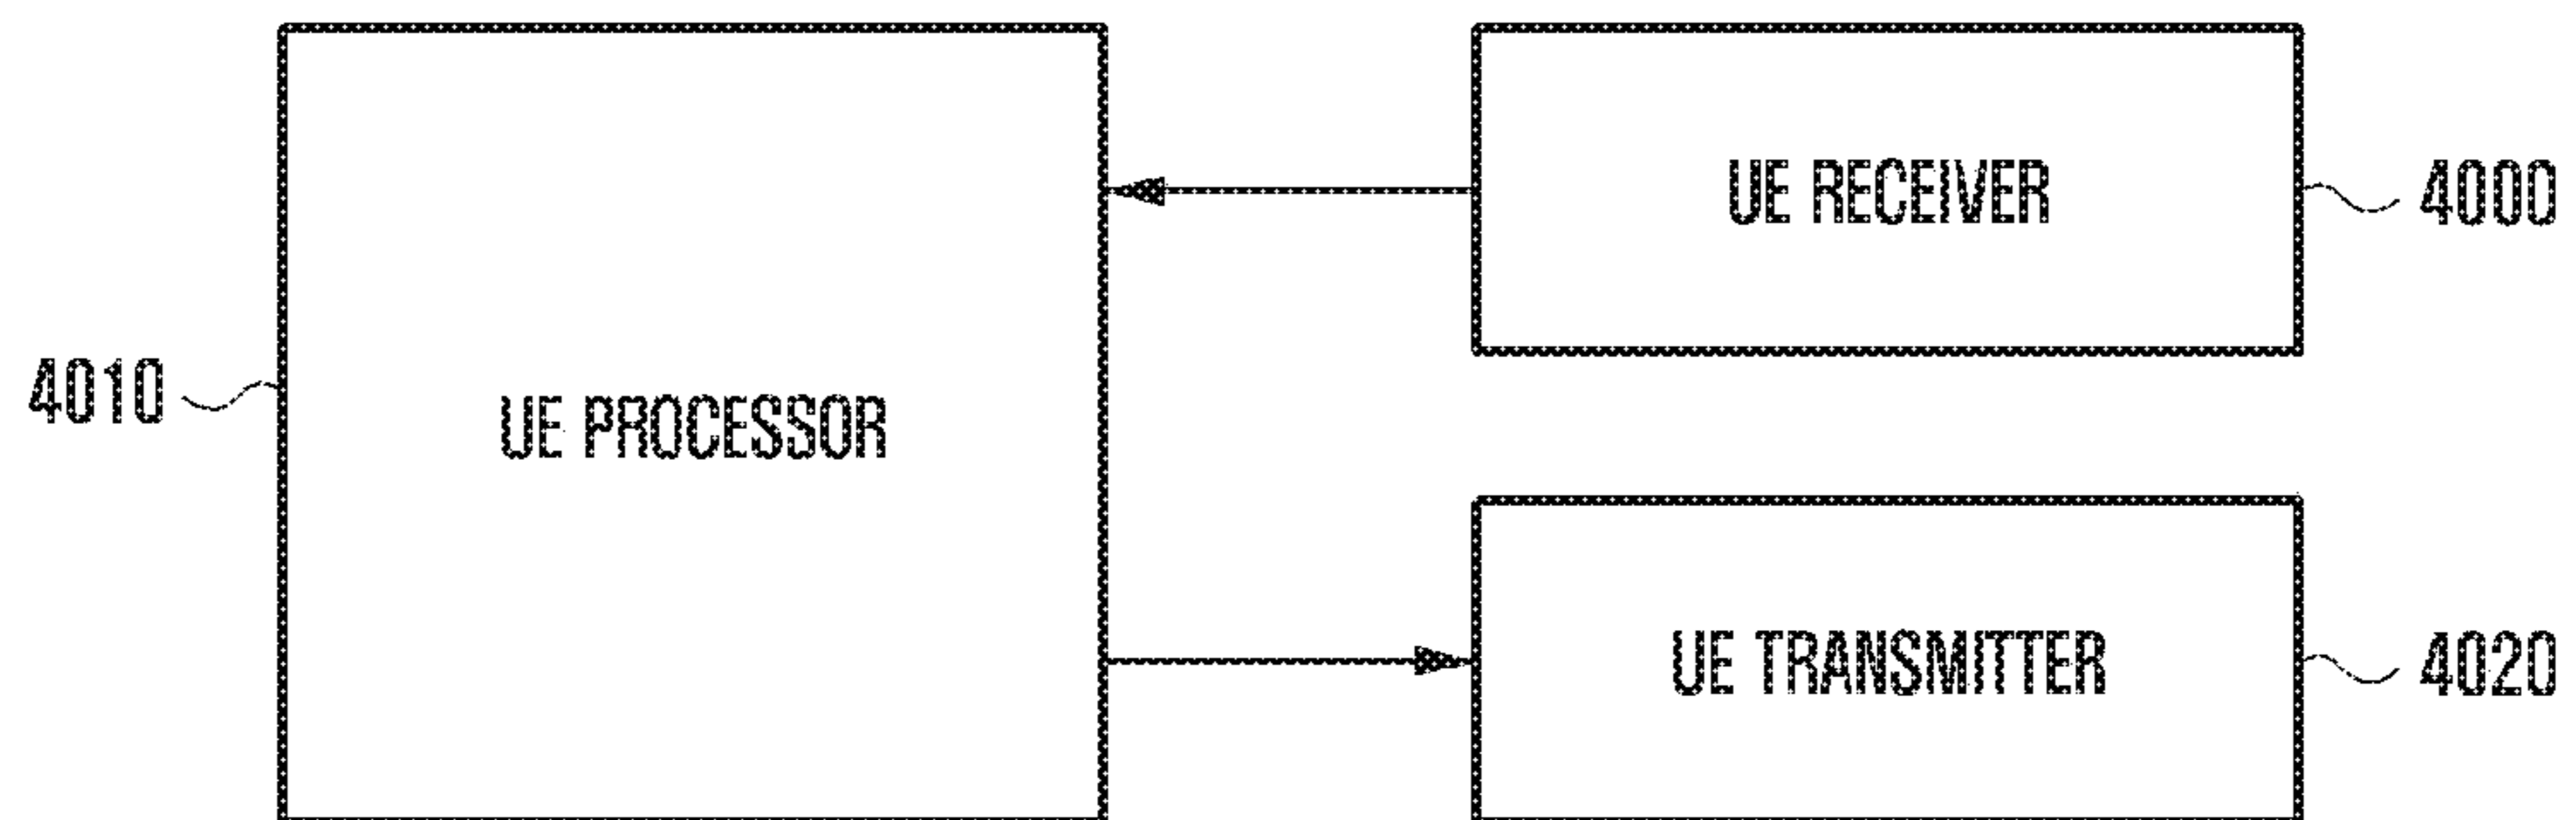 UE RECEIVER
4000
4010
UE PROCESSOR
UE TRANSMITTER
4020